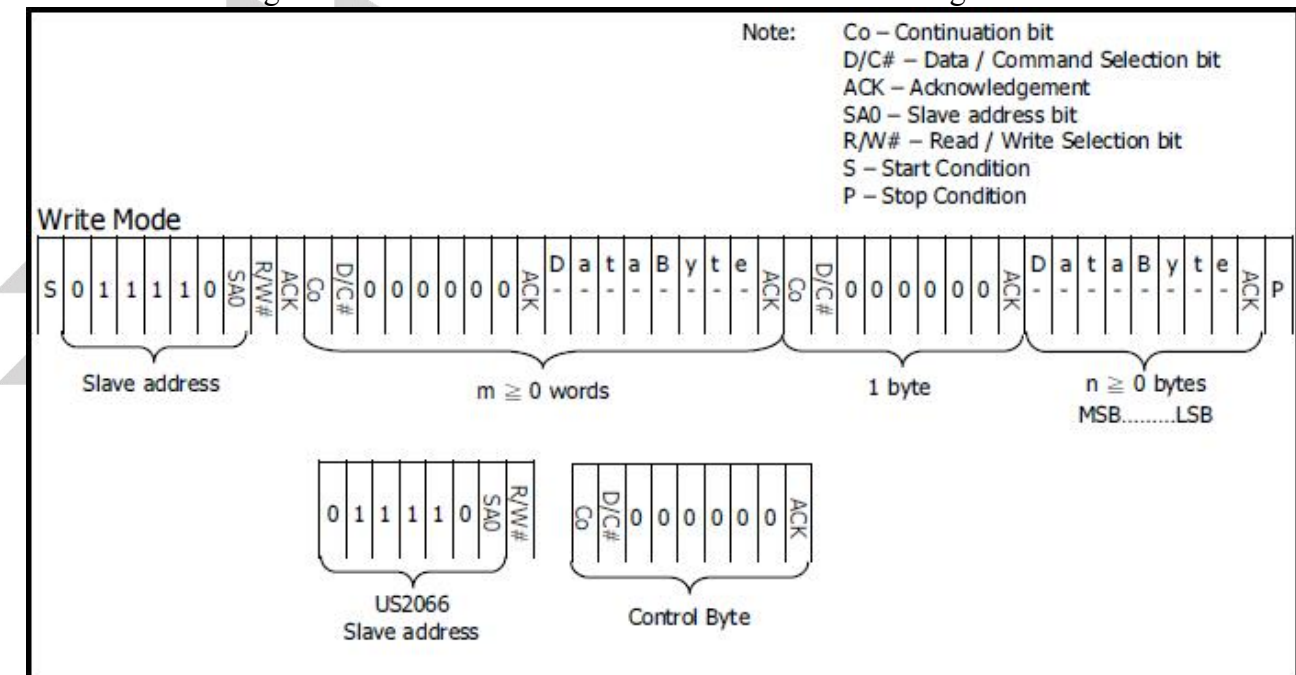 Note: Co – Continuation bit
D/C# – Data / Command Selection bit
ACK – Acknowledgement
SA0 – Slave address bit
R/W# – Read / Write Selection bit
S – Start Condition
P – Stop Condition
Write Mode
S 0 1 1 1 1 0 SA0 R/W# ACK Co D/C# 0 0 0 0 0 0 ACK D a t a B y t e ACK Co D/C# 0 0 0 0 0 0 ACK D a t a B y t e ACK P
- - - - - - - - - - - - - - - -
Slave address
m ≧ 0 words
1 byte
n ≧ 0 bytes
MSB.........LSB
0 1 1 1 1 0 SA0 R/W#
Co D/C# 0 0 0 0 0 0 ACK
US2066
Slave address
Control Byte